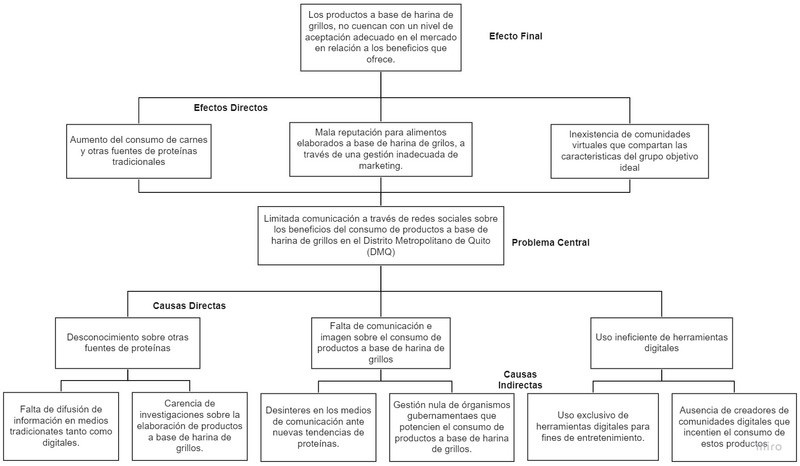 Los productos a base de harina de
grillos, no cuencan con un nivel de
aceptación adecuado en el mercado
en relación a los beneficios que
ofrece.
Efecto Final
Efectos Directos
Aumento del consumo de carnes
y otras fuentes de proteínas
tradicionales
Mala reputación para alimentos
elaborados a base de harina de grilos, a
través de una gestión inadecuada de
marketing.
Inexistencia de comunidades
virtuales que compartan las
caracteristicas del grupo objetivo
ideal
Limitada comunicación a través de redes sociales sobre
los beneficios del consumo de productos a base de
harina de grillos en el Distrito Metropolitano de Quito
(DMQ)
Problema Central
Causas Directas
Desconocimiento sobre otras
fuentes de proteínas
Falta de comunicación e
imagen sobre el consumo de
productos a base de harina de
grillos
Uso ineficiente de herramientas
digitales
Causas
Indirectas
Falta de difusión de
información en medios
tradicionales tanto como
digitales.
Carencia de
investigaciones sobre la
elaboración de productos
a base de harina de grillos.
Desinteres en los medios
de comunicación ante
nuevas tendencias de
proteínas.
Gestión nula de órganismos
gubernamentaes que
potencien el consumo de
productos a base de harina de
grillos.
Uso exclusivo de
herramientas digitales para
fines de entretenimiento.
Ausencia de creadores de
comunidades digitales que
incentien el consumo de
estos productos.
miro